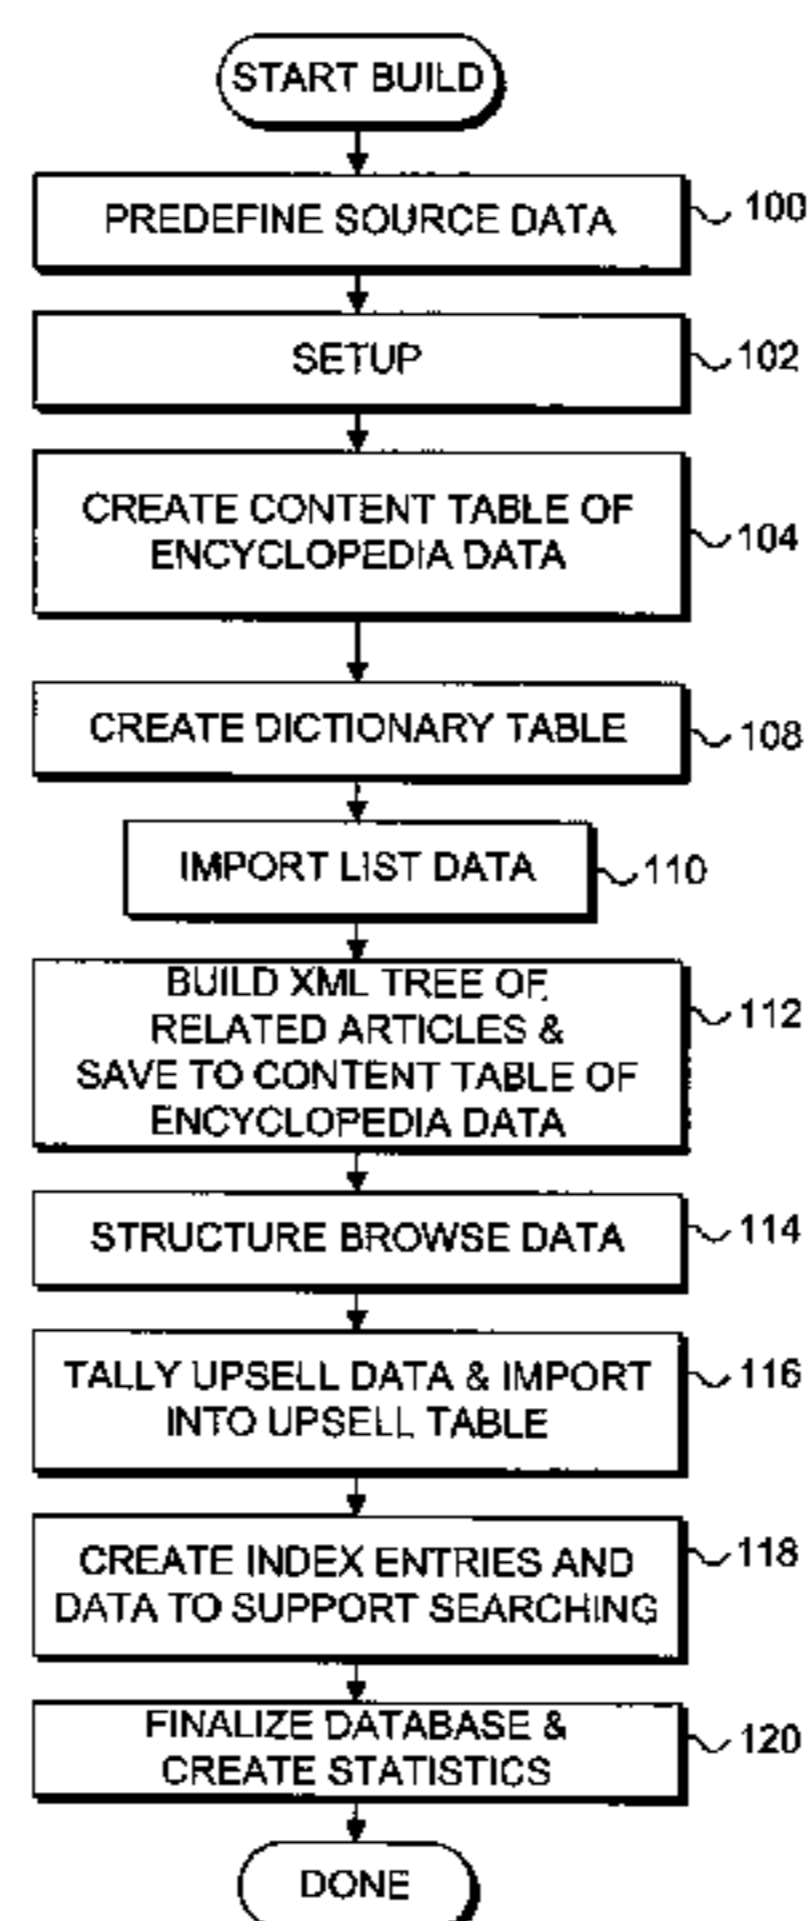 START BUILD
PREDEFINE SOURCE DATA
100
SETUP
102
CREATE CONTENT TABLE OF
ENCYCLOPEDIA DATA
104
CREATE DICTIONARY TABLE
108
IMPORT LIST DATA
110
BUILD XML TREE OF
RELATED ARTICLES &
SAVE TO CONTENT TABLE OF
ENCYCLOPEDIA DATA
112
STRUCTURE BROWSE DATA
114
TALLY UPSELL DATA & IMPORT
INTO UPSELL TABLE
116
CREATE INDEX ENTRIES AND
DATA TO SUPPORT SEARCHING
118
FINALIZE DATABASE &
CREATE STATISTICS
120
DONE